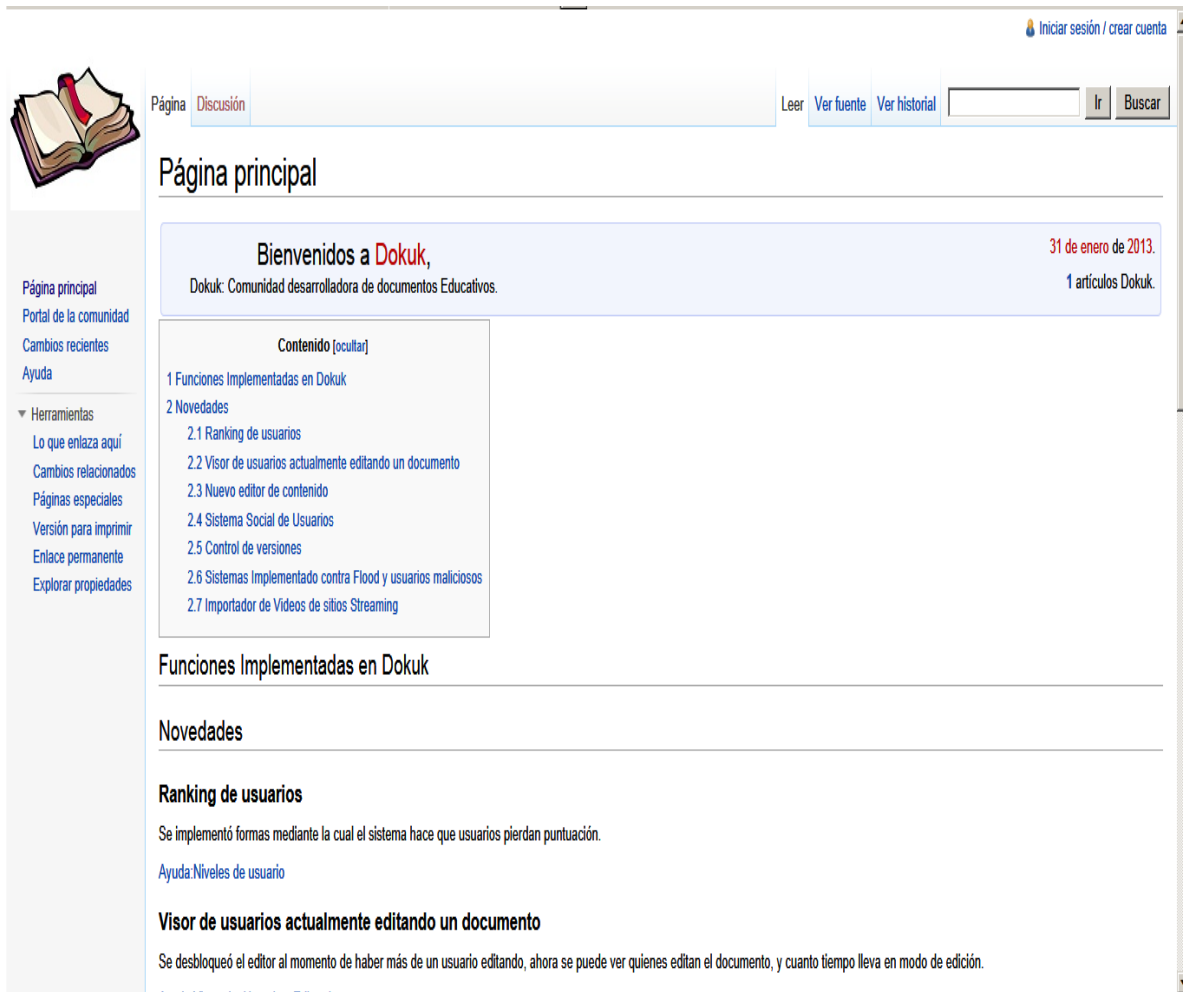 Iniciar sesión / crear cuenta
Página Discusión Leer Ver fuente Ver historial Ir Buscar
Página principal
Bienvenidos a Dokuk,
Dokuk: Comunidad desarrolladora de documentos Educativos.
31 de enero de 2013.
1 artículos Dokuk.
Página principal
Portal de la comunidad
Cambios recientes
Ayuda
Herramientas
Lo que enlaza aquí
Cambios relacionados
Páginas especiales
Versión para imprimir
Enlace permanente
Explorar propiedades
Contenido [ocultar]
1 Funciones Implementadas en Dokuk
2 Novedades
2.1 Ranking de usuarios
2.2 Visor de usuarios actualmente editando un documento
2.3 Nuevo editor de contenido
2.4 Sistema Social de Usuarios
2.5 Control de versiones
2.6 Sistemas Implementado contra Flood y usuarios maliciosos
2.7 Importador de Videos de sitios Streaming
Funciones Implementadas en Dokuk
Novedades
Ranking de usuarios
Se implementó formas mediante la cual el sistema hace que usuarios pierdan puntuación.
Ayuda:Niveles de usuario
Visor de usuarios actualmente editando un documento
Se desbloqueó el editor al momento de haber más de un usuario editando, ahora se puede ver quienes editan el documento, y cuanto tiempo lleva en modo de edición.